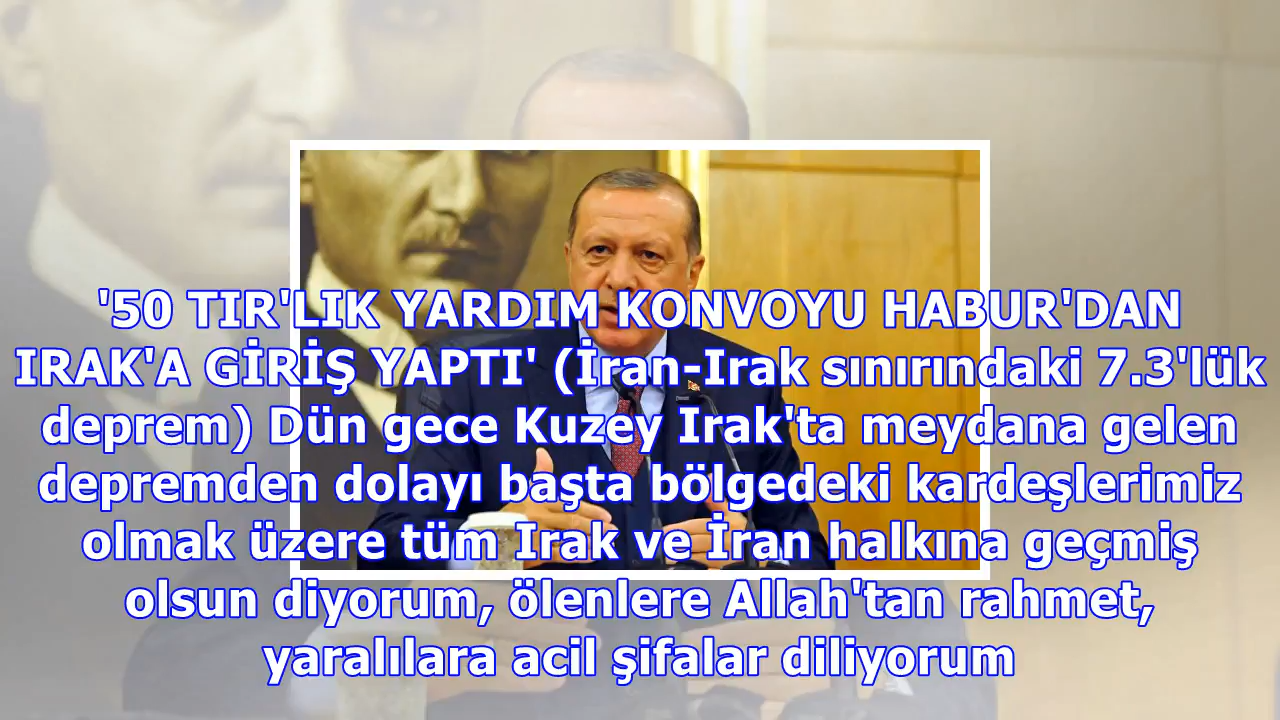 '50 TIR'LIK YARDIM KONVOYU HABUR'DAN
IRAK'A GİRİŞ YAPTI' (İran-Irak sınırındaki 7.3'lük
deprem) Dün gece Kuzey Irak'ta meydana gelen
depremden dolayı başta bölgedeki kardeşlerimiz
olmak üzere tüm Irak ve İran halkına geçmiş
olsun diyorum, ölenlere Allah'tan rahmet,
yaralılara acil şifalar diliyorum